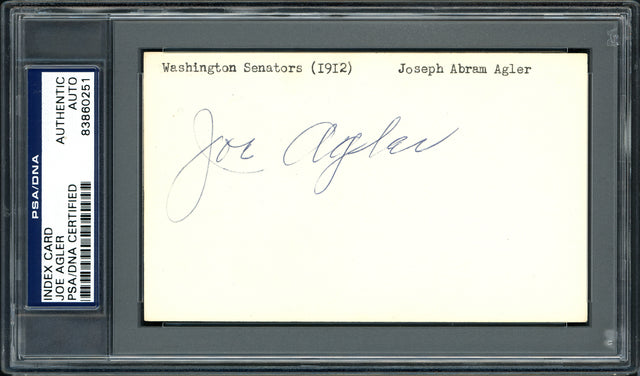 Washington Senators (1912) Joseph Abram Agler
Joe Agler
PSA/DNA
INDEX CARD
JOE AGLER
PSA/DNA CERTIFIED
AUTHENTIC
AUTO
83860251